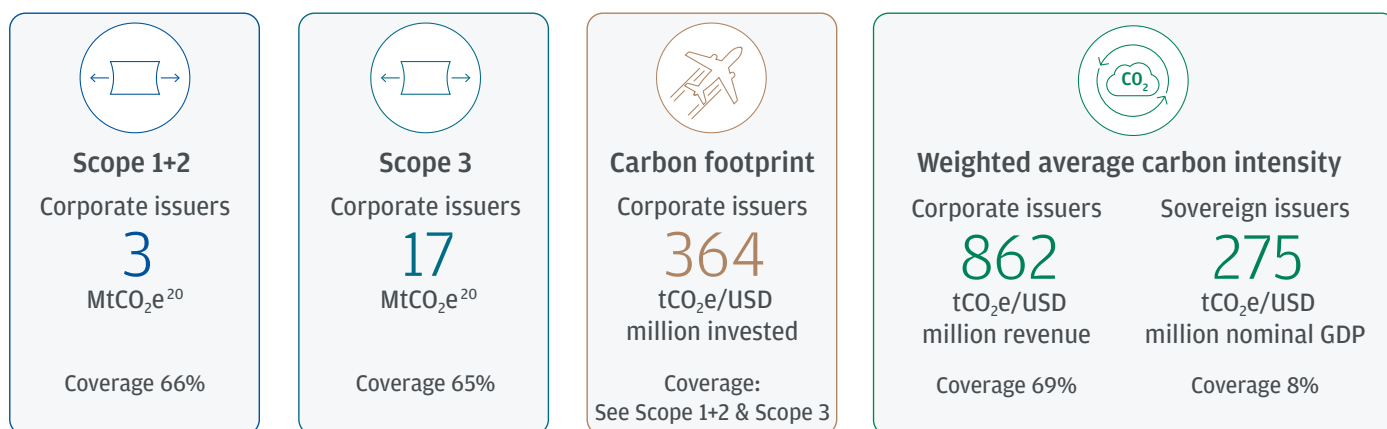 Scope 1+2
Corporate issuers
3
MtCO₂e²⁰
Coverage 66%
Scope 3
Corporate issuers
17
MtCO₂e²⁰
Coverage 65%
Carbon footprint
Corporate issuers
364
tCO₂e/USD
million invested
Coverage:
See Scope 1+2 & Scope 3
CO₂
Weighted average carbon intensity
Corporate issuers
862
tCO₂e/USD
million revenue
Coverage 69%
Sovereign issuers
275
tCO₂e/USD
million nominal GDP
Coverage 8%